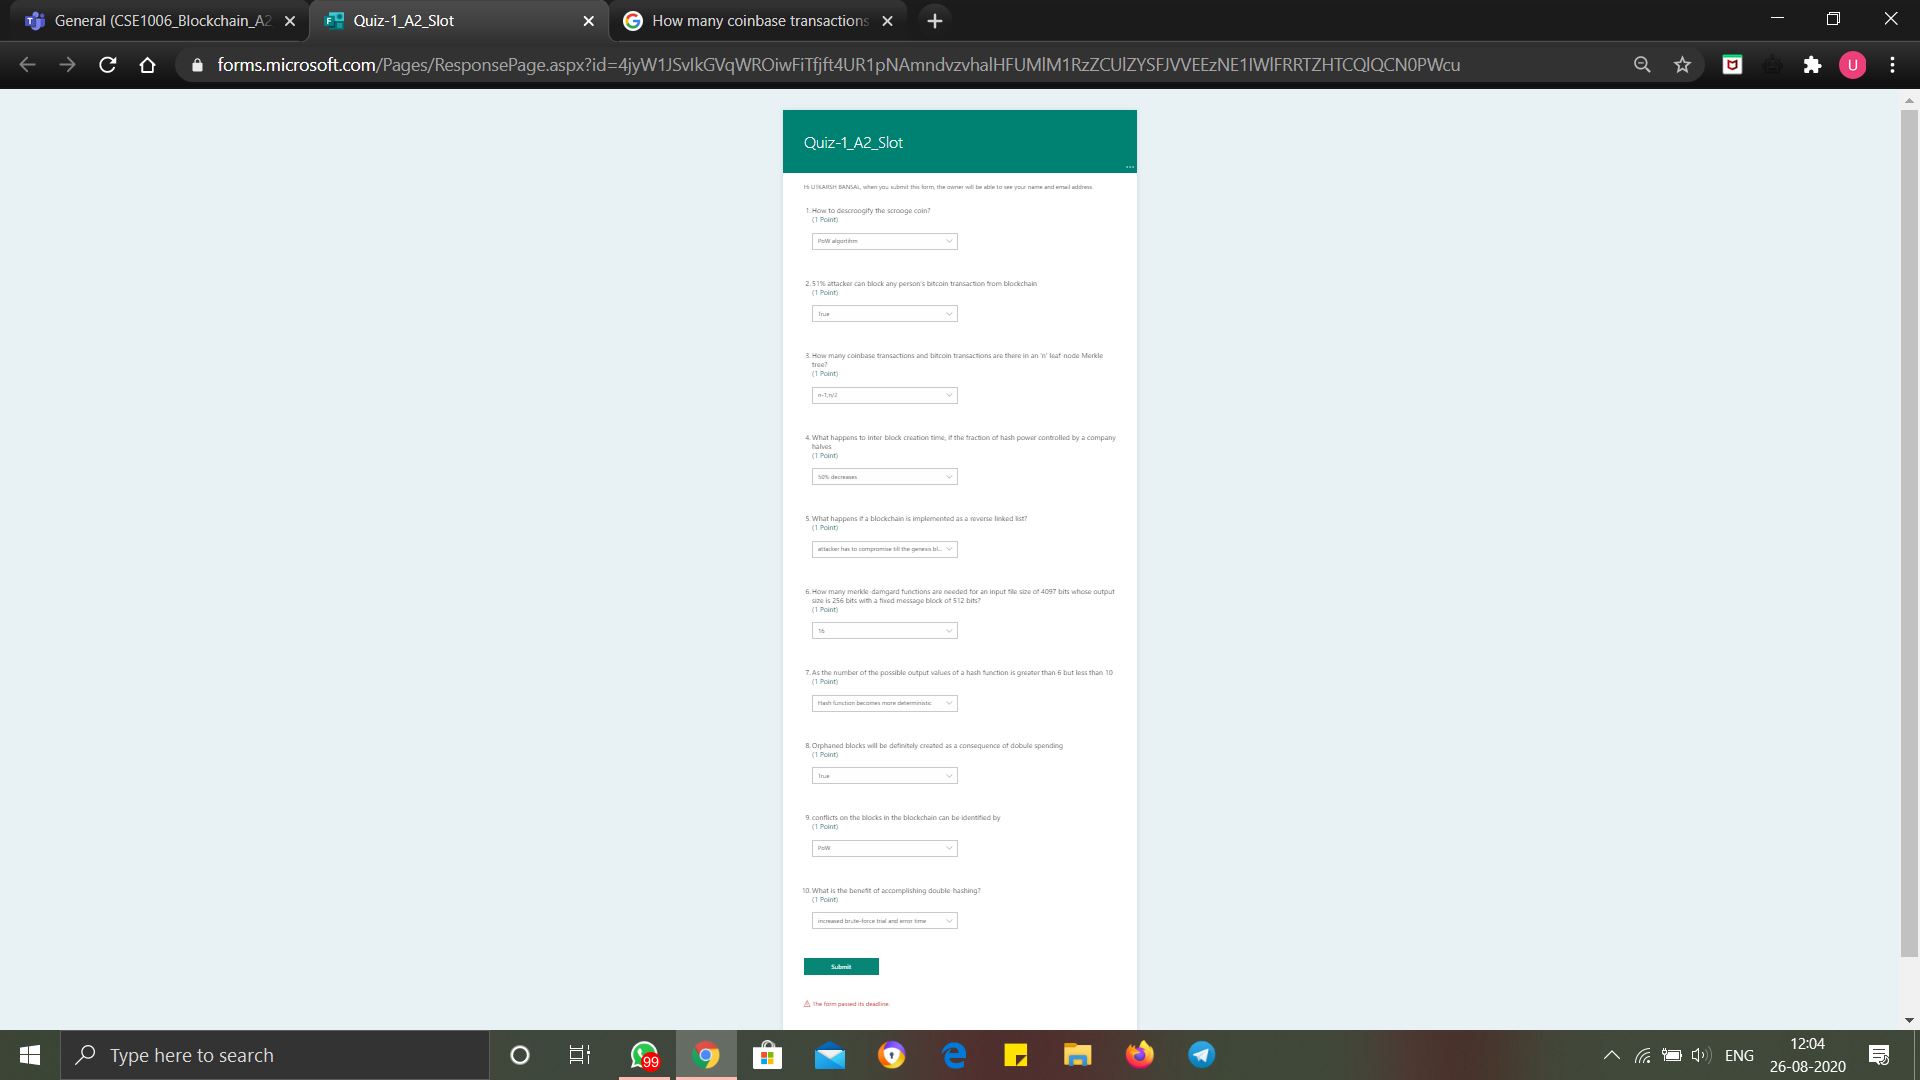 General (CSE1006_Blockchain_A2
Quiz-1_A2_Slot
How many coinbase transactions
forms.microsoft.com/Pages/ResponsePage.aspx?id=4jyW1JSvIkGVqWROiwFiTfjft4UR1pNAmndvzvhalHFUMlM1RzZCUlZYSFJVVEEzNE1IWlFRRTZHTCQlQCN0PWcu
U
Quiz-1_A2_Slot
...
Hi UTKARSH BANSAL, when you submit this form, the owner will be able to see your name and email address.
1. How to descroogify the scrooge coin?
(1 Point)
PoW algortihm
2. 51% attacker can block any person's bitcoin transaction from blockchain
(1 Point)
True
3. How many coinbase transactions and bitcoin transactions are there in an 'n' leaf-node Merkle
tree?
(1 Point)
n-1;n/2
4. What happens to inter block creation time, if the fraction of hash power controlled by a company
halves
(1 Point)
50% decreases
5. What happens if a blockchain is implemented as a reverse linked list?
(1 Point)
attacker has to compromise till the genesis bl...
6. How many merkle-damgard functions are needed for an input file size of 4097 bits whose output
size is 256 bits with a fixed message block of 512 bits?
(1 Point)
16
7. As the number of the possible output values of a hash function is greater than 6 but less than 10
(1 Point)
Hash function becomes more deterministic
8. Orphaned blocks will be definitely created as a consequence of dobule spending
(1 Point)
True
9. conflicts on the blocks in the blockchain can be identified by
(1 Point)
PoW
10. What is the benefit of accomplishing double-hashing?
(1 Point)
increased brute-force trial and error time
Submit
The form passed its deadline.
Type here to search
99
ENG
12:04
26-08-2020